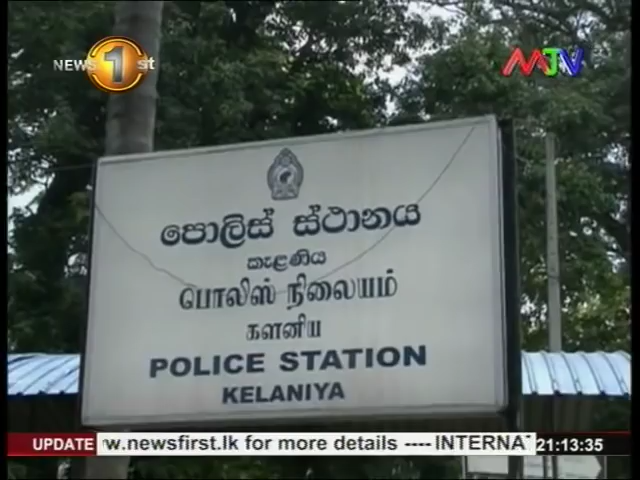 NEWS 1st
MTV
පොලිස් ස්ථානය
කැළණිය
பொலிஸ் நிலையம்
களனிய
POLICE STATION
KELANIYA
UPDATE
w.newsfirst.lk for more details ---- INTERNAT
21:13:35